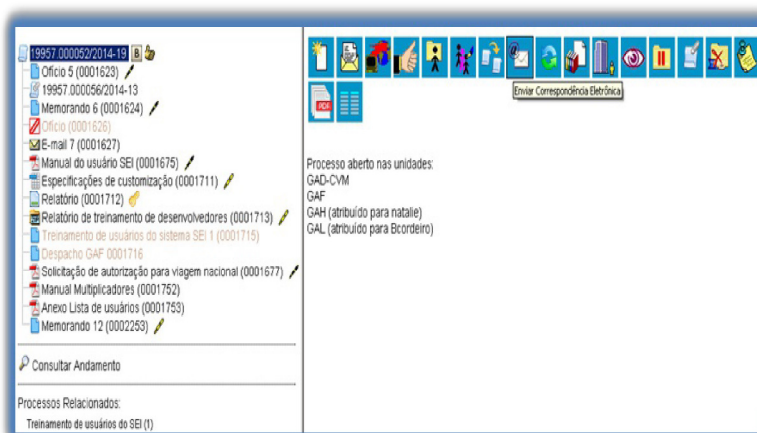 19957.000052/2014-19 B
Ofício 5 (0001623)
19957.000056/2014-13
Memorando 6 (0001624)
Ofício (0001626)
E-mail 7 (0001627)
Manual do usuário SEI (0001675)
Especificações de customização (0001711)
Relatório (0001712)
Relatório de treinamento de desenvolvedores (0001713)
Treinamento de usuários do sistema SEI 1 (0001715)
Despacho GAF 0001716
Solicitação de autorização para viagem nacional (0001677)
Manual Multiplicadores (0001752)
Anexo Lista de usuários (0001753)
Memorando 12 (0002253)
Consultar Andamento
Processos Relacionados:
Treinamento de usuários do SEI (1)
Enviar Correspondência Eletrônica
PDF
Processo aberto nas unidades:
GAD-CVM
GAF
GAH (atribuído para natalie)
GAL (atribuído para Bcordeiro)